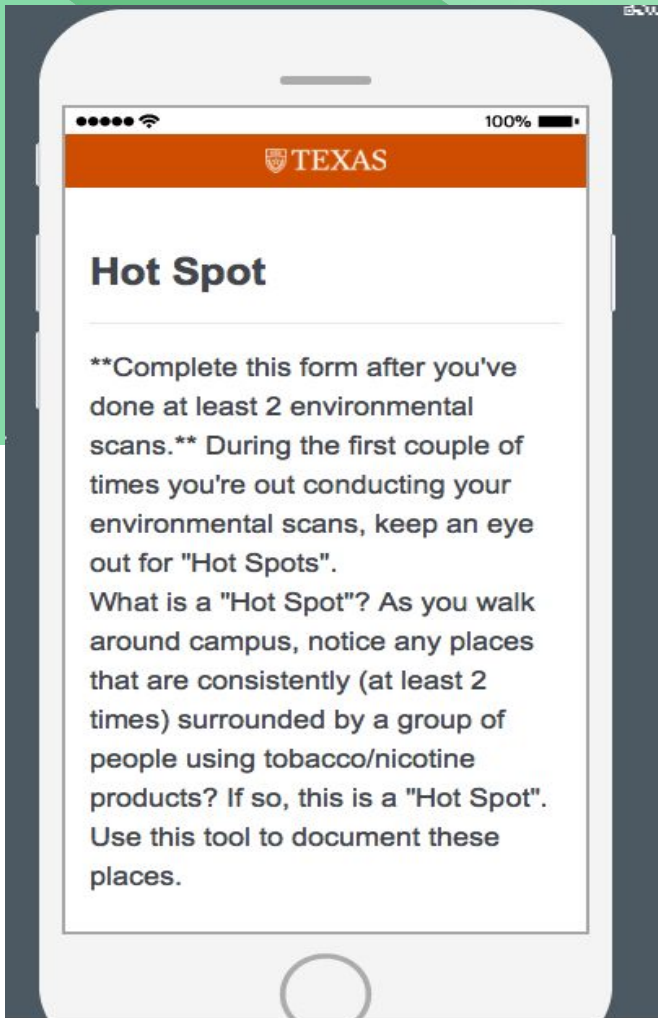 100%
TEXAS
Hot Spot
**Complete this form after you've
done at least 2 environmental
scans.** During the first couple of
times you're out conducting your
environmental scans, keep an eye
out for "Hot Spots".
What is a "Hot Spot"? As you walk
around campus, notice any places
that are consistently (at least 2
times) surrounded by a group of
people using tobacco/nicotine
products? If so, this is a "Hot Spot".
Use this tool to document these
places.